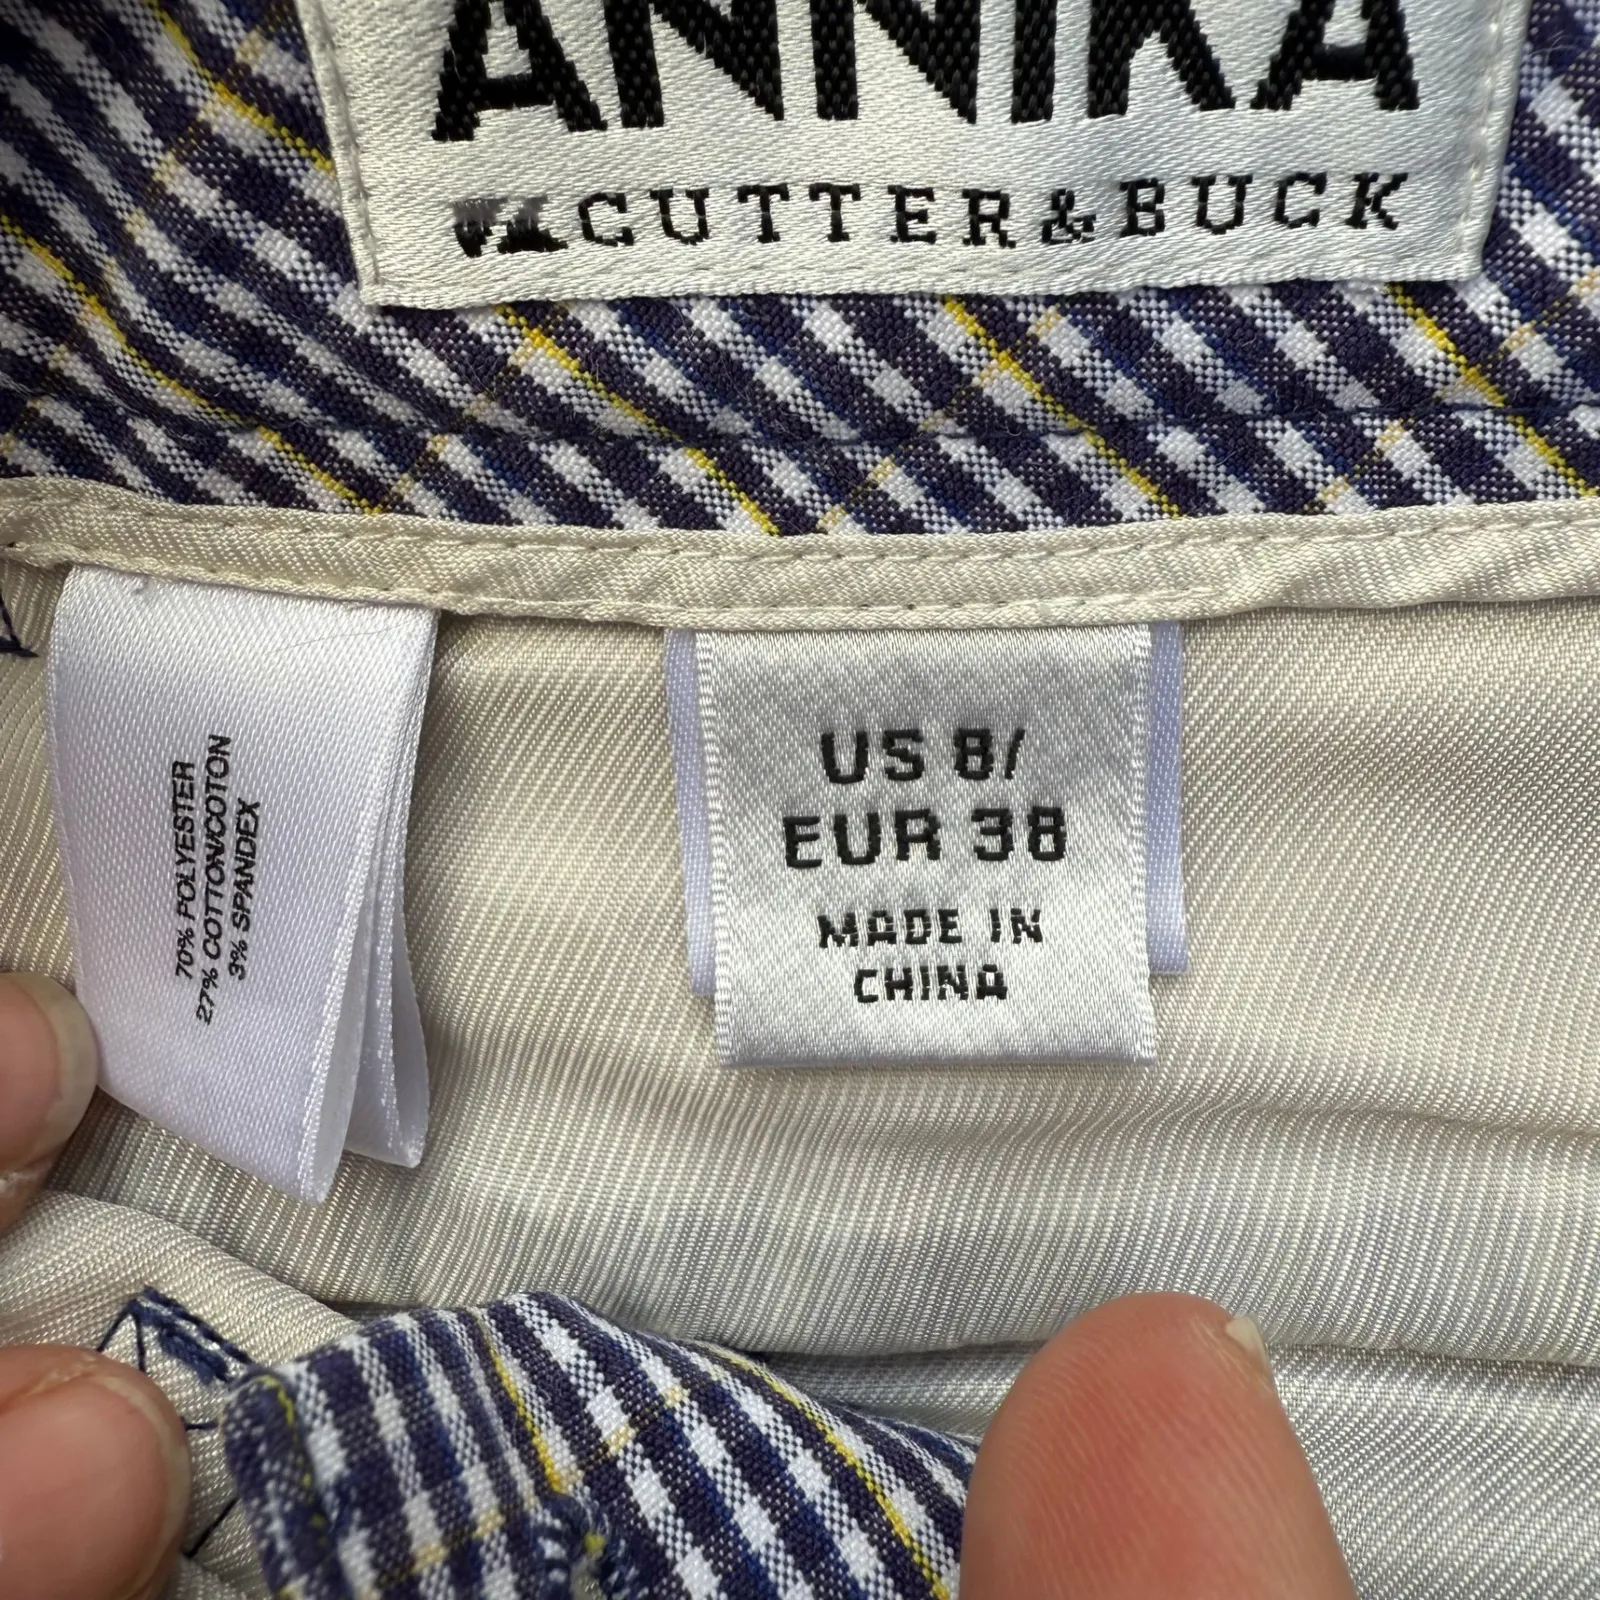 ANNIKA
CUTTER & BUCK
70% POLYESTER
27% COTTON/COTON
3% SPANDEX
US 8/
EUR 38
MADE IN
CHINA